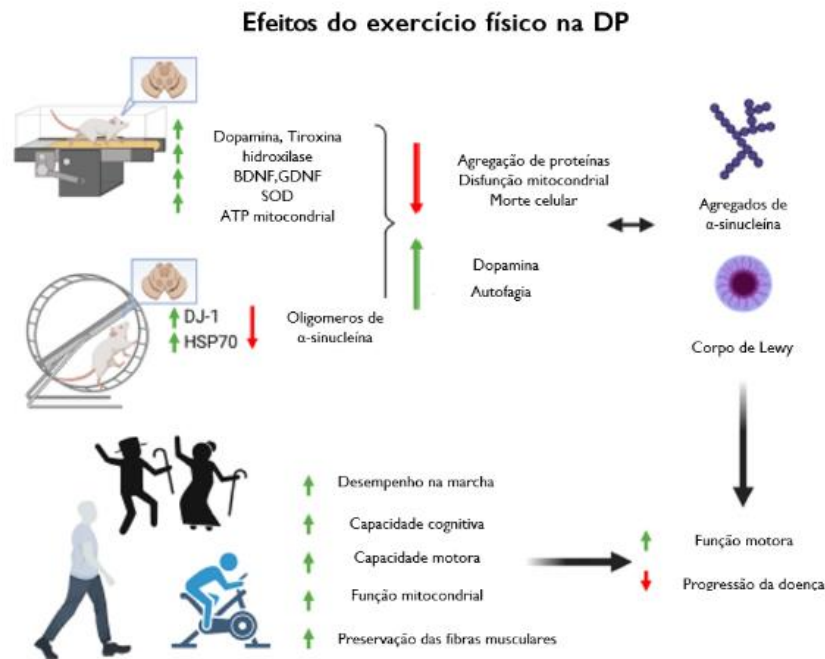 Efeitos do exercício físico na DP
Dopamina, Tiroxina
hidroxilase
BDNF,GDNF
SOD
ATP mitocondrial
Agregação de proteínas
Disfunção mitocondrial
Morte celular
Dopamina
Autofagia
Agregados de
α-sinucleína
Corpo de Lewy
DJ-1
HSP70
Oligomeros de
α-sinucleína
Desempenho na marcha
Capacidade cognitiva
Capacidade motora
Função mitocondrial
Preservação das fibras musculares
Função motora
Progressão da doença